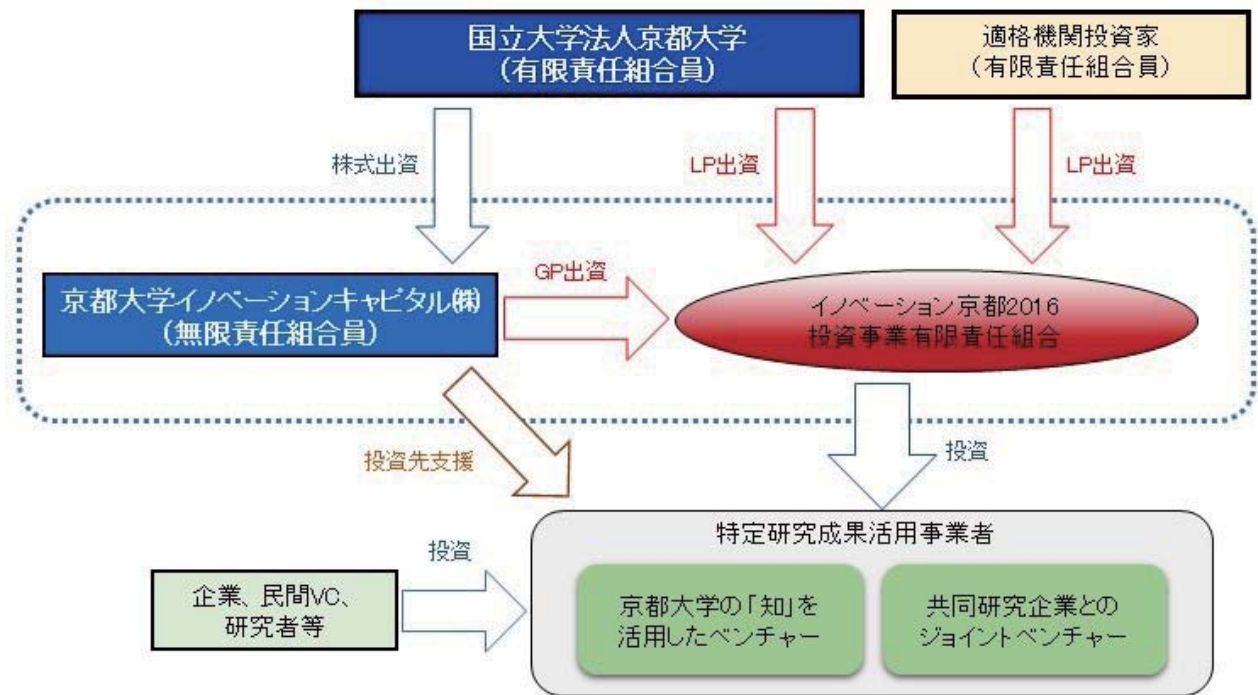 国立大学法人京都大学
（有限責任組合員）
適格機関投資家
（有限責任組合員）
株式出資
LP出資
LP出資
京都大学イノベーションキャピタル㈱
（無限責任組合員）
GP出資
イノベーション京都2016
投資事業有限責任組合
投資先支援
投資
特定研究成果活用事業者
投資
企業、民間VC、
研究者等
京都大学の「知」を
活用したベンチャー
共同研究企業との
ジョイントベンチャー